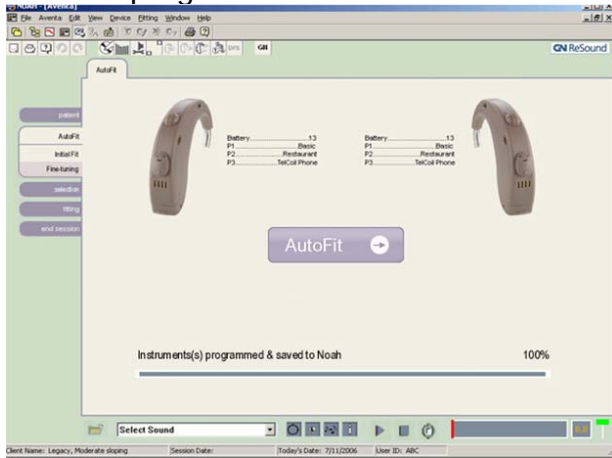 NOAH - [Aventa]
File Aventa Edit View Device Fitting Window Help
GN ReSound
AutoFit
patient
AutoFit
Initial Fit
Fine-tuning
selection
fitting
end session
Battery 13
P1 Basic
P2 Restaurant
P3 TelCoil Phone
Battery 13
P1 Basic
P2 Restaurant
P3 TelCoil Phone
AutoFit
Instruments(s) programmed & saved to Noah 100%
Select Sound
Client Name: Legacy, Moderate sloping Session Date: Today's Date: 7/11/2006 User ID: ABC